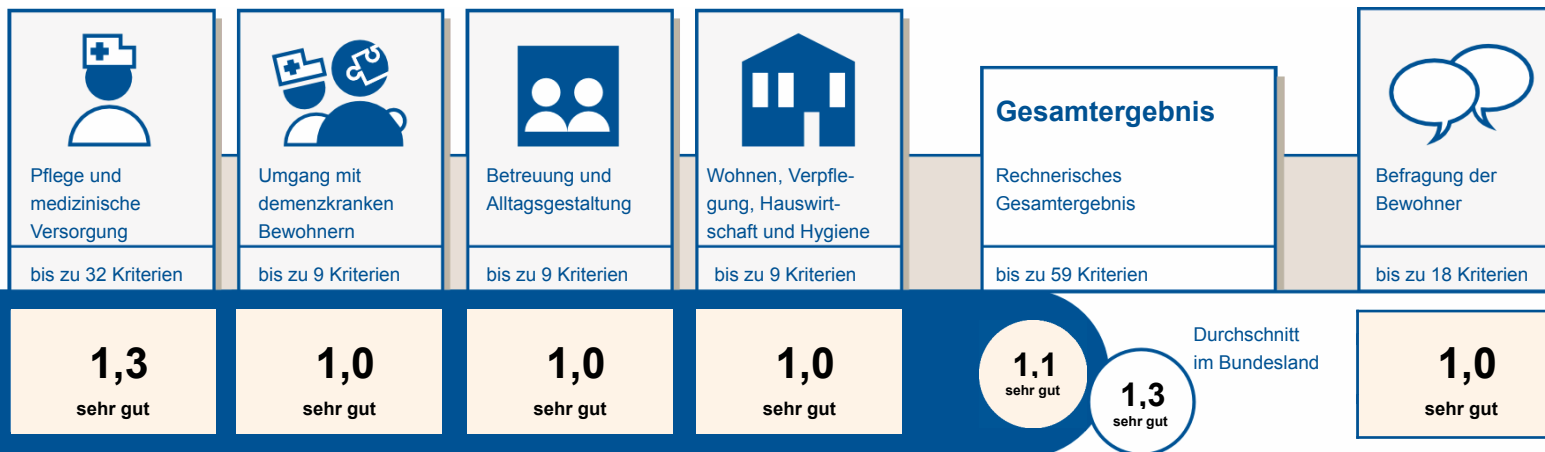 Pflege und
medizinische
Versorgung
bis zu 32 Kriterien
1,3
sehr gut
Umgang mit
demenzkranken
Bewohnern
bis zu 9 Kriterien
1,0
sehr gut
Betreuung und
Alltagsgestaltung
bis zu 9 Kriterien
1,0
sehr gut
Wohnen, Verpfle-
gung, Hauswirt-
schaft und Hygiene
bis zu 9 Kriterien
1,0
sehr gut
Gesamtergebnis
Rechnerisches
Gesamtergebnis
bis zu 59 Kriterien
1,1
sehr gut
Durchschnitt
im Bundesland
1,3
sehr gut
Befragung der
Bewohner
bis zu 18 Kriterien
1,0
sehr gut